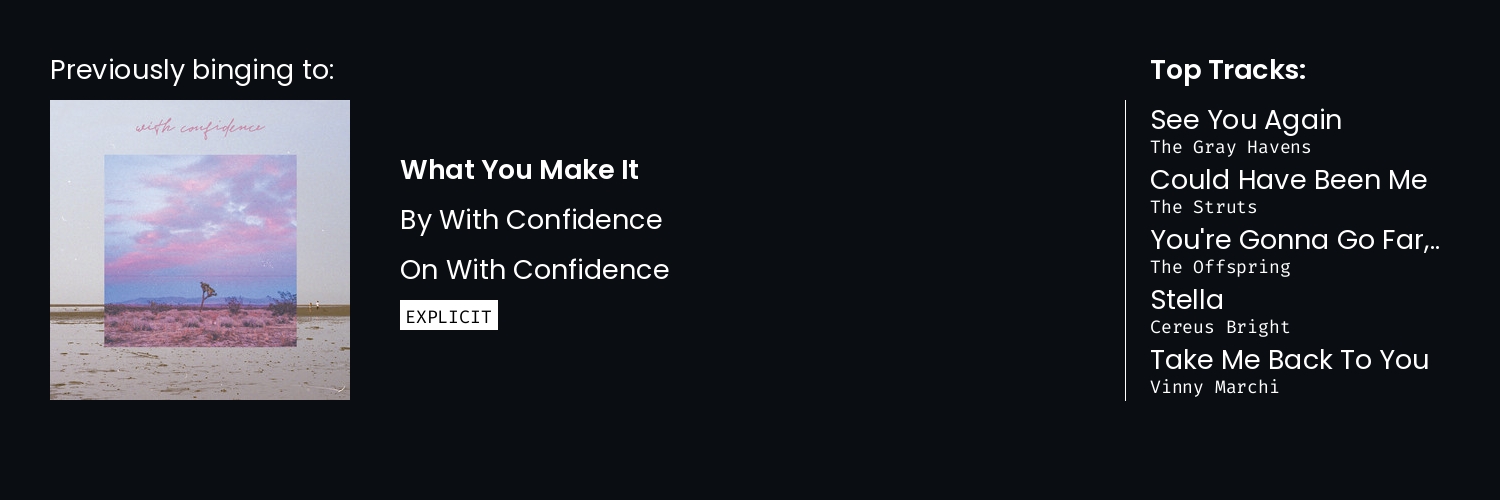 Previously binging to:
with confidence
What You Make It
By With Confidence
On With Confidence
EXPLICIT
Top Tracks:
See You Again
The Gray Havens
Could Have Been Me
The Struts
You're Gonna Go Far,..
The Offspring
Stella
Cereus Bright
Take Me Back To You
Vinny Marchi